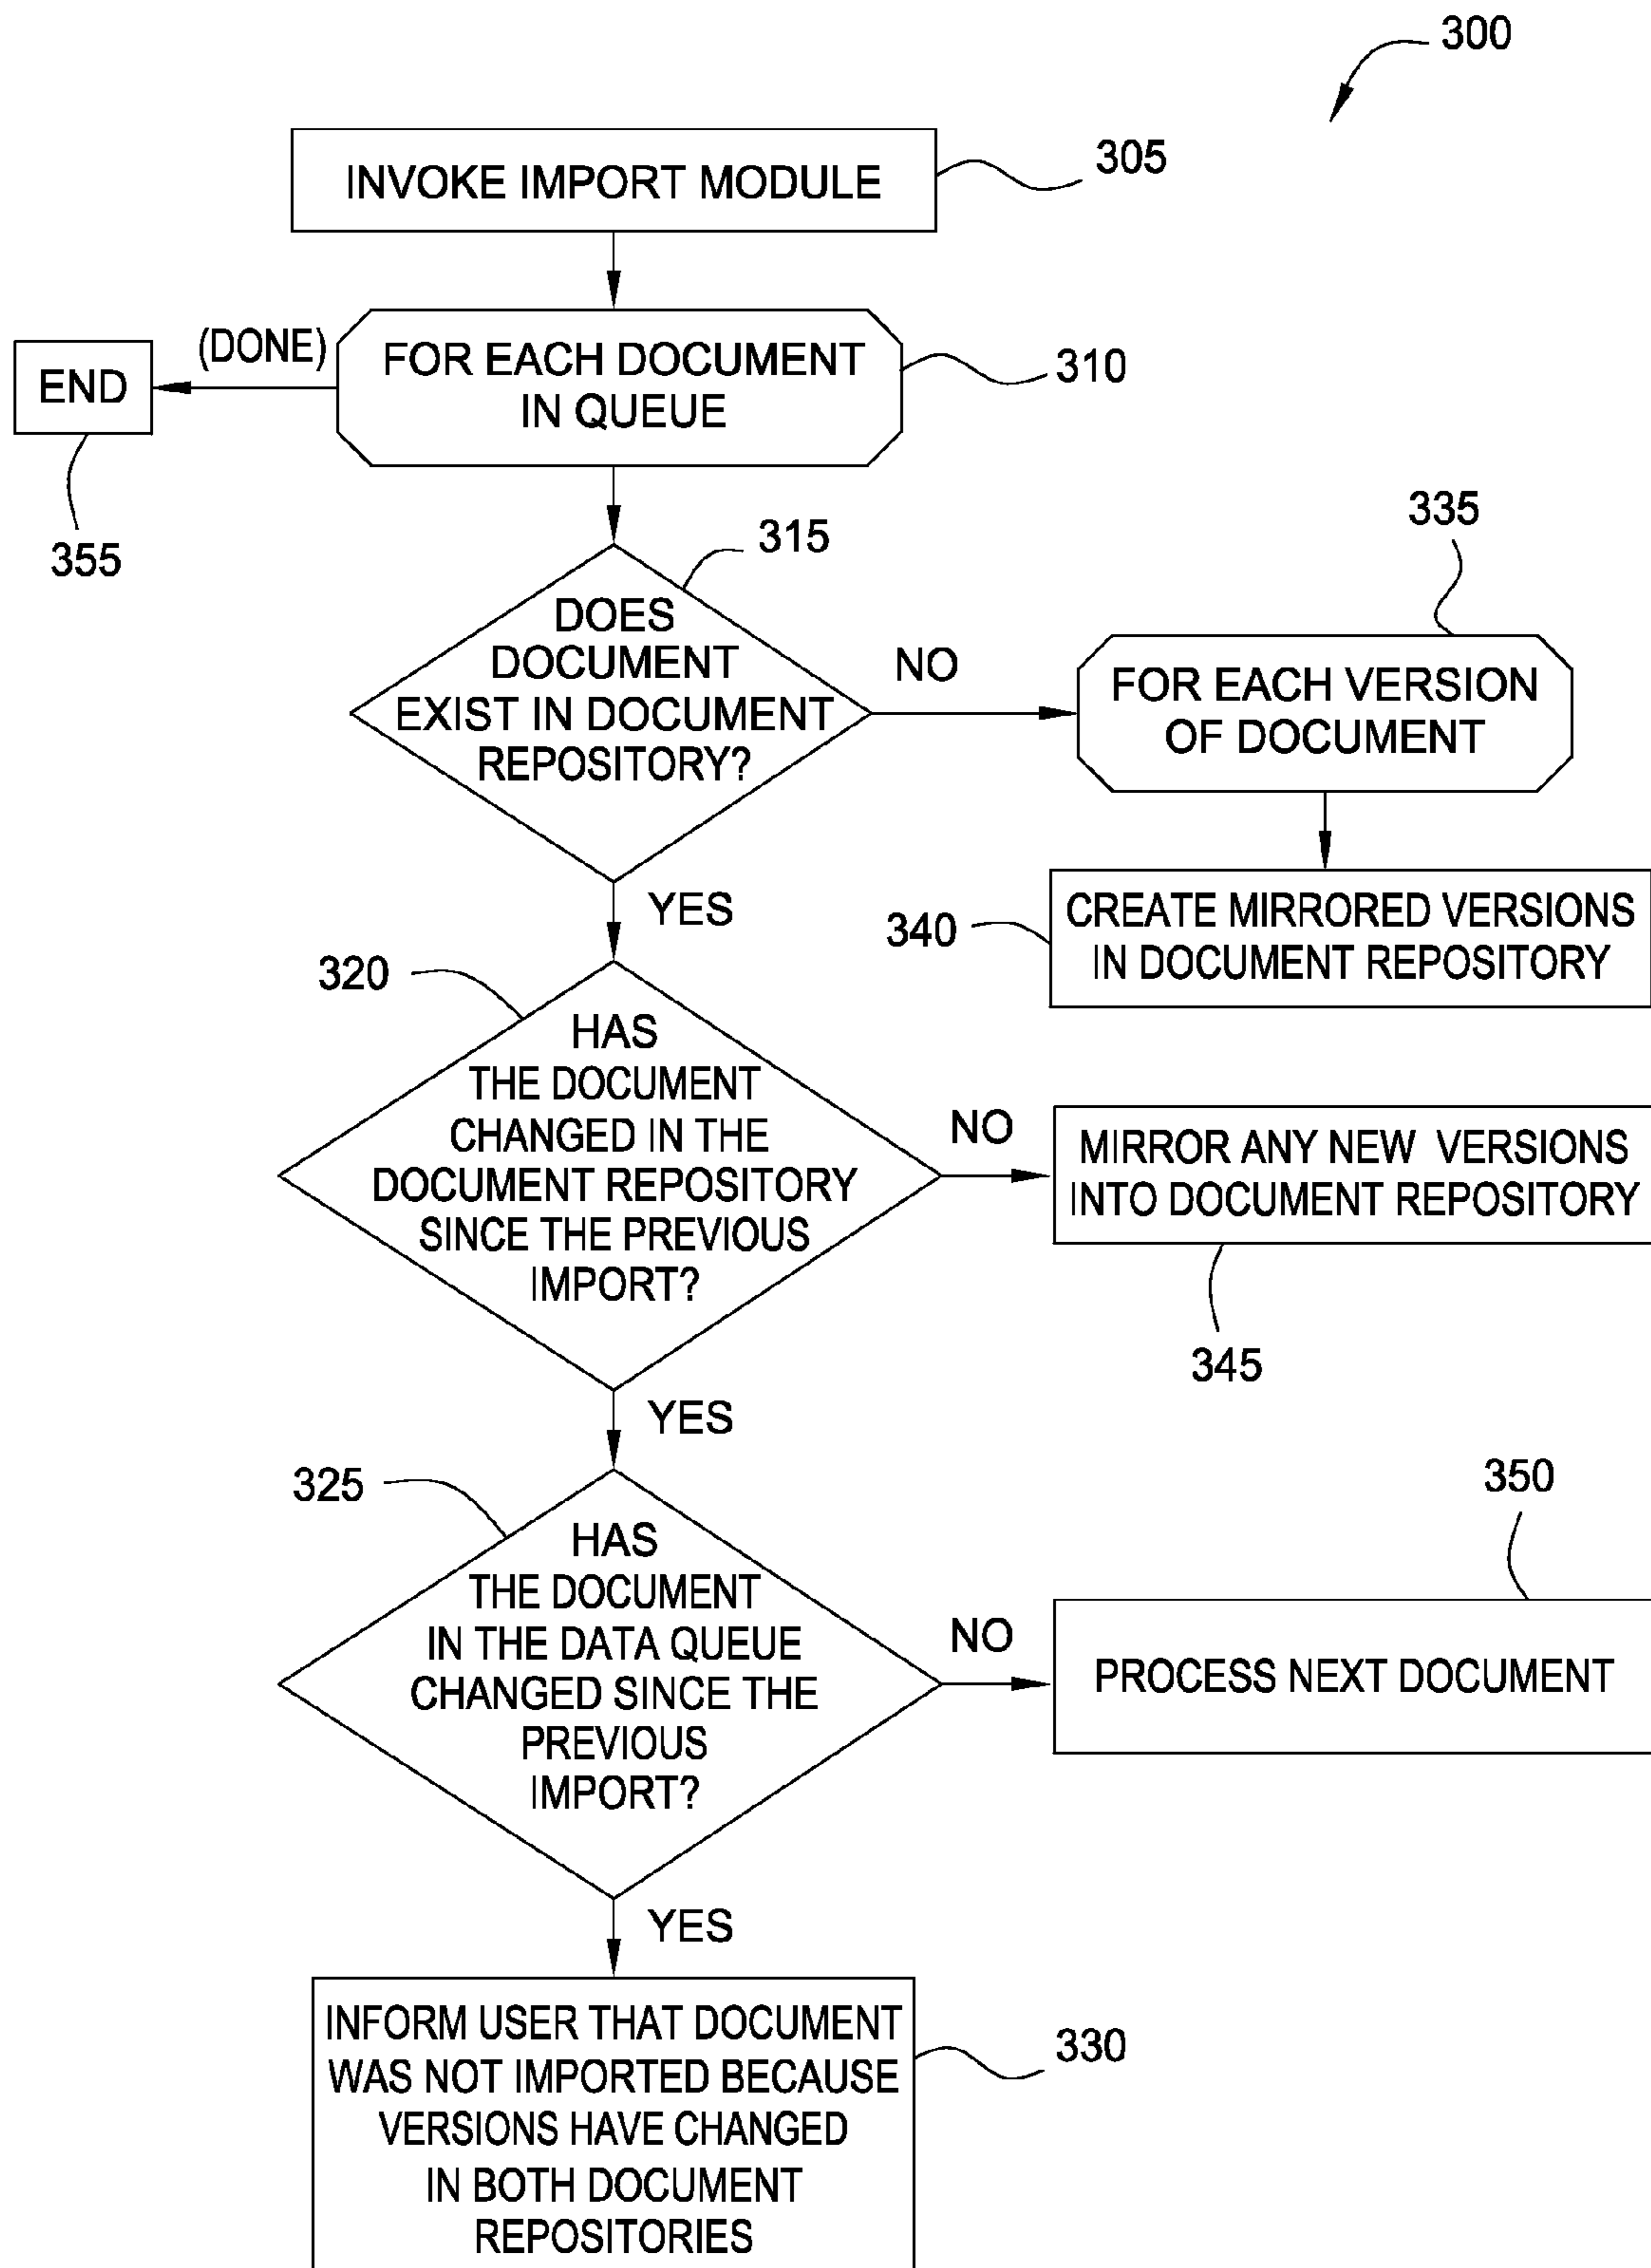 300
INVOKE IMPORT MODULE
305
(DONE)
END
FOR EACH DOCUMENT
IN QUEUE
310
355
315
DOES
DOCUMENT
EXIST IN DOCUMENT
REPOSITORY?
NO
335
FOR EACH VERSION
OF DOCUMENT
YES
340
CREATE MIRRORED VERSIONS
IN DOCUMENT REPOSITORY
320
HAS
THE DOCUMENT
CHANGED IN THE
DOCUMENT REPOSITORY
SINCE THE PREVIOUS
IMPORT?
NO
MIRROR ANY NEW VERSIONS
INTO DOCUMENT REPOSITORY
345
YES
325
HAS
THE DOCUMENT
IN THE DATA QUEUE
CHANGED SINCE THE
PREVIOUS
IMPORT?
NO
350
PROCESS NEXT DOCUMENT
YES
INFORM USER THAT DOCUMENT
WAS NOT IMPORTED BECAUSE
VERSIONS HAVE CHANGED
IN BOTH DOCUMENT
REPOSITORIES
330